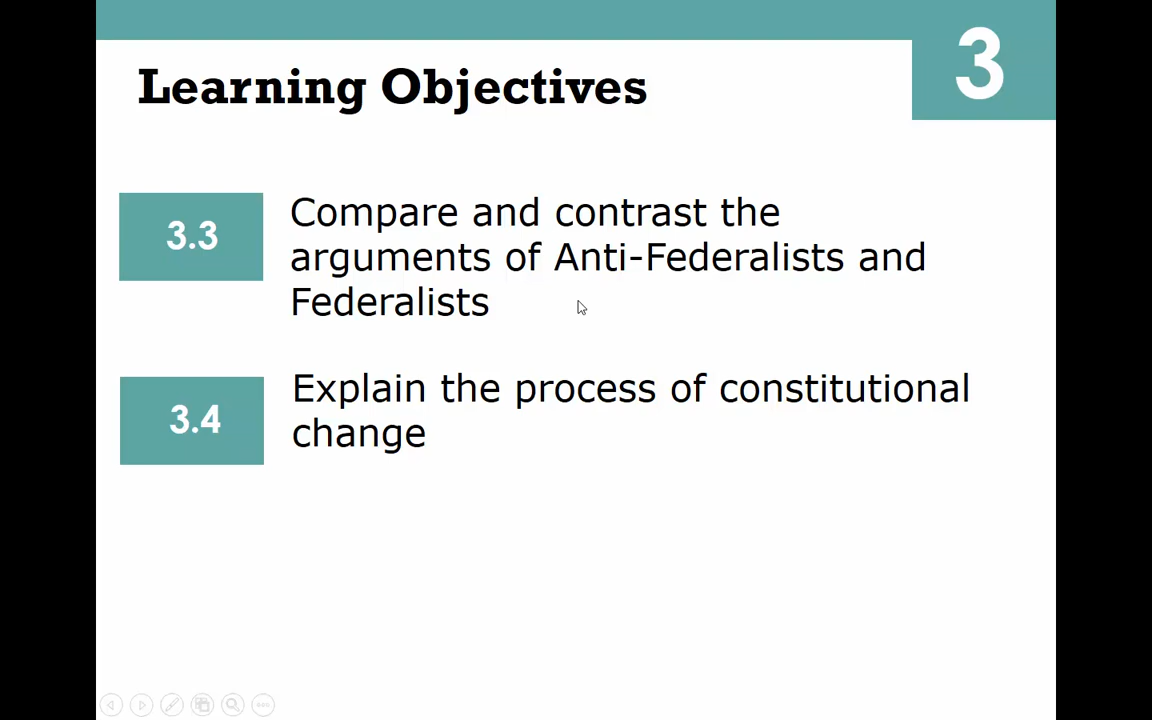 3
Learning Objectives
3.3
Compare and contrast the
arguments of Anti-Federalists and
Federalists
3.4
Explain the process of constitutional
change